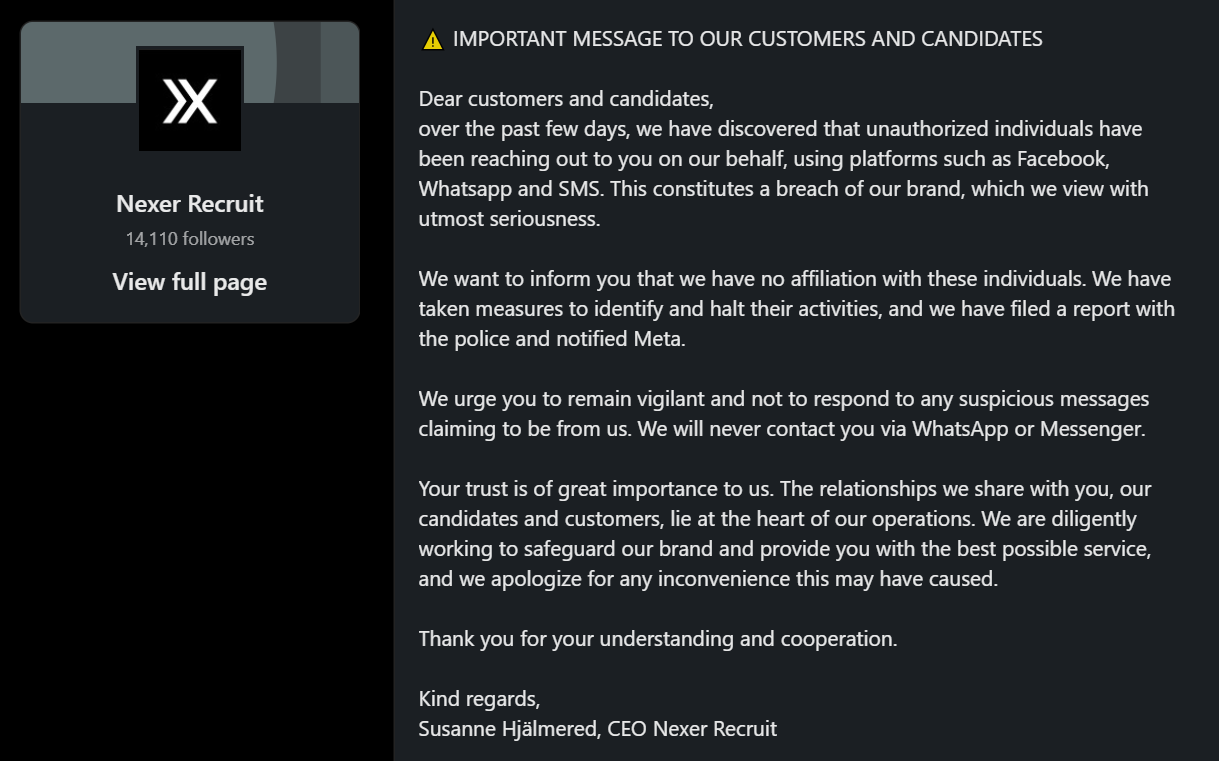 Nexer Recruit
14,110 followers
View full page
⚠ IMPORTANT MESSAGE TO OUR CUSTOMERS AND CANDIDATES
Dear customers and candidates,
over the past few days, we have discovered that unauthorized individuals have
been reaching out to you on our behalf, using platforms such as Facebook,
Whatsapp and SMS. This constitutes a breach of our brand, which we view with
utmost seriousness.
We want to inform you that we have no affiliation with these individuals. We have
taken measures to identify and halt their activities, and we have filed a report with
the police and notified Meta.
We urge you to remain vigilant and not to respond to any suspicious messages
claiming to be from us. We will never contact you via WhatsApp or Messenger.
Your trust is of great importance to us. The relationships we share with you, our
candidates and customers, lie at the heart of our operations. We are diligently
working to safeguard our brand and provide you with the best possible service,
and we apologize for any inconvenience this may have caused.
Thank you for your understanding and cooperation.
Kind regards,
Susanne Hjälmered, CEO Nexer Recruit